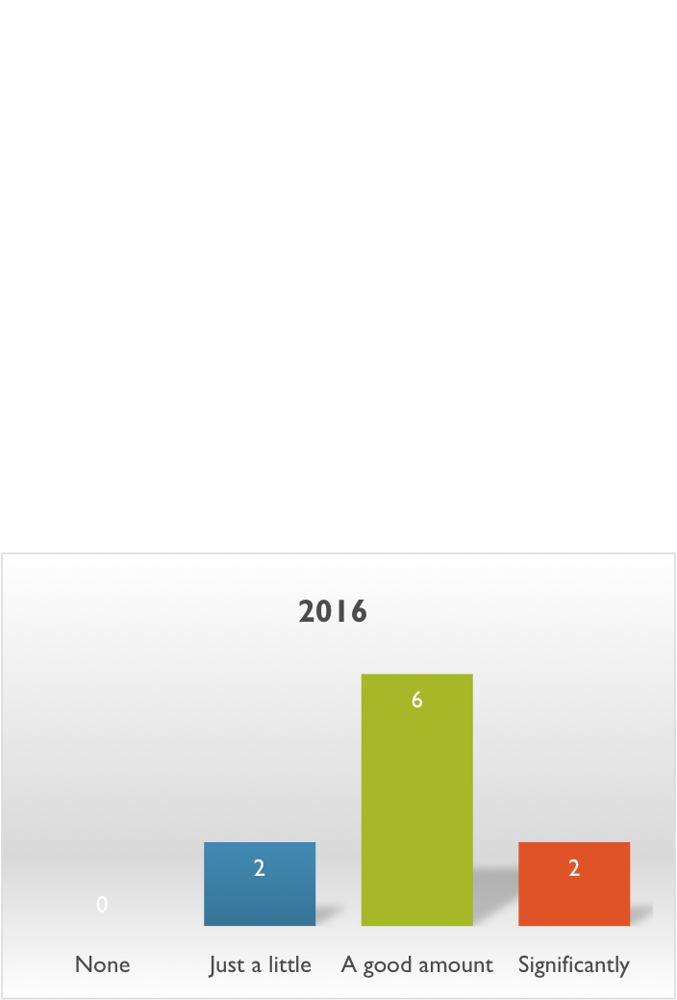 2016
6
2
2
0
None
Just a little
A good amount
Significantly